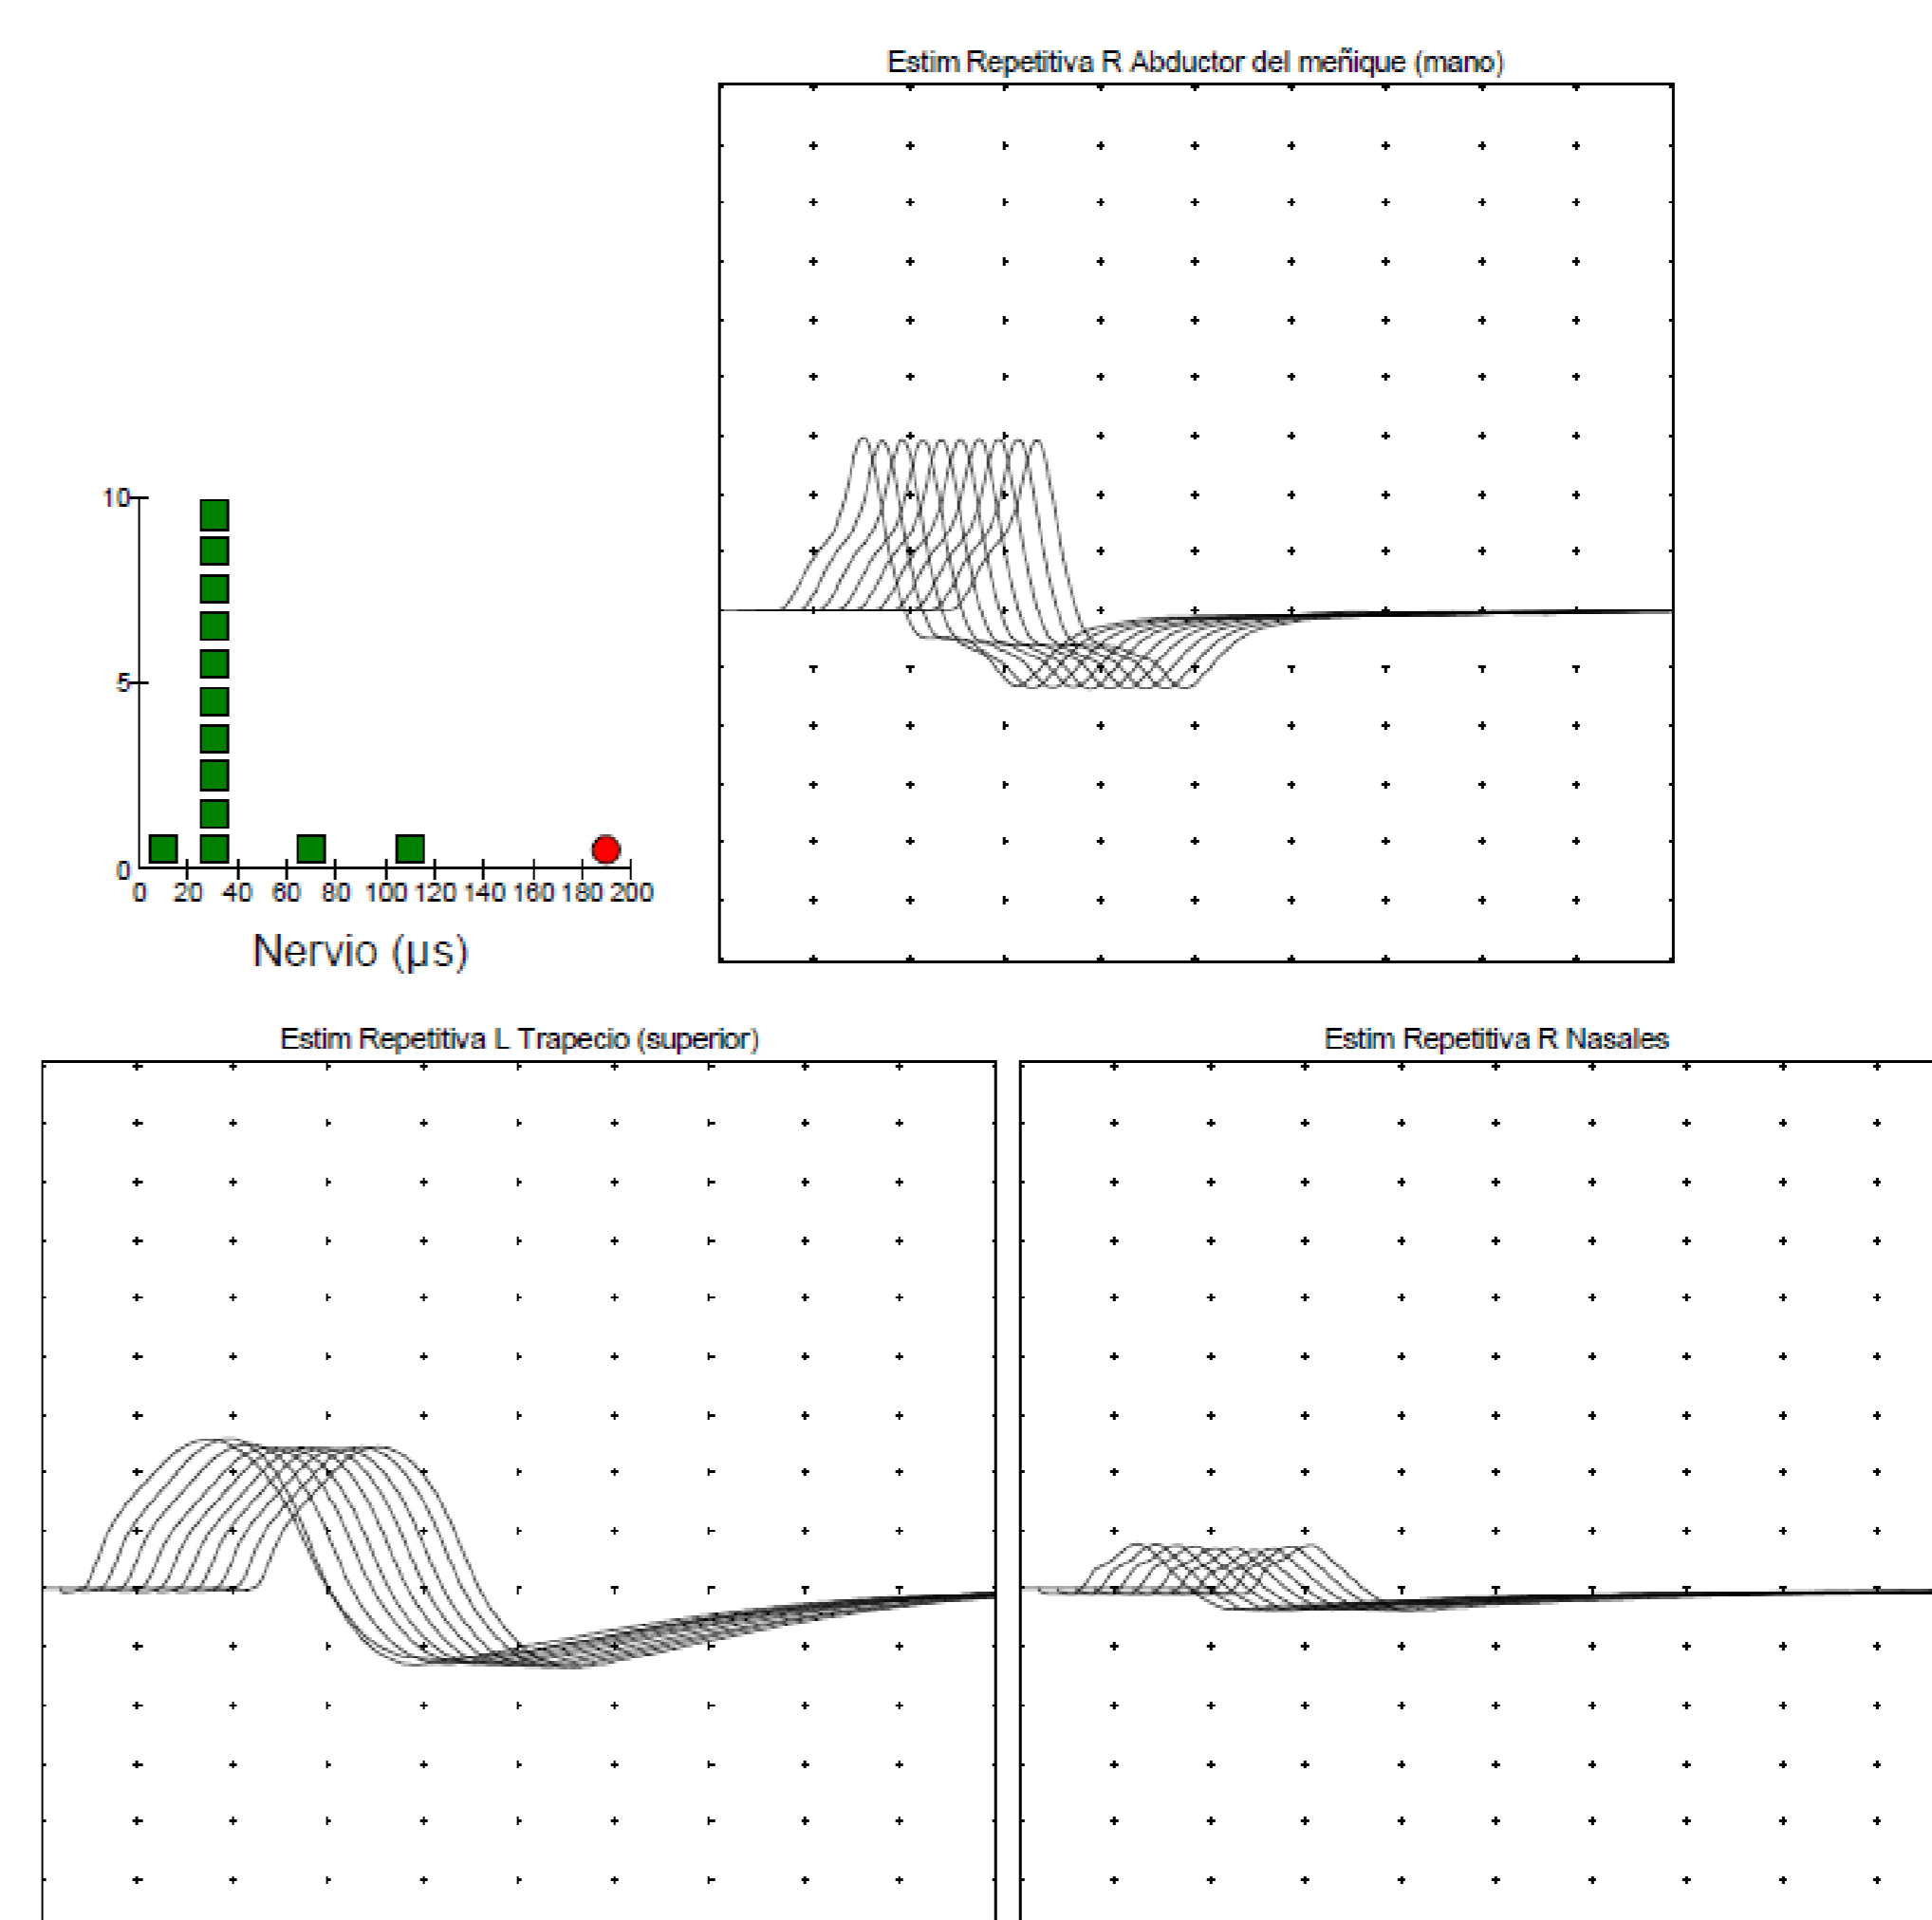 Estim Repetitiva R Abductor del meñique (mano)
10
5
0
0 20 40 60 80 100 120 140 160 180 200
Nervio (µs)
Estim Repetitiva L Trapecio (superior)
Estim Repetitiva R Nasales